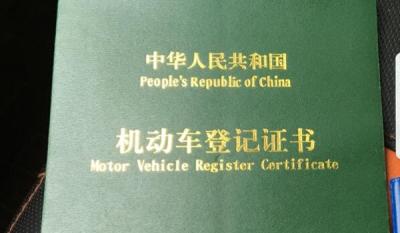 中华人民共和国
People's Republic of China
机动车登记证书
Motor Vehicle Register Certificate